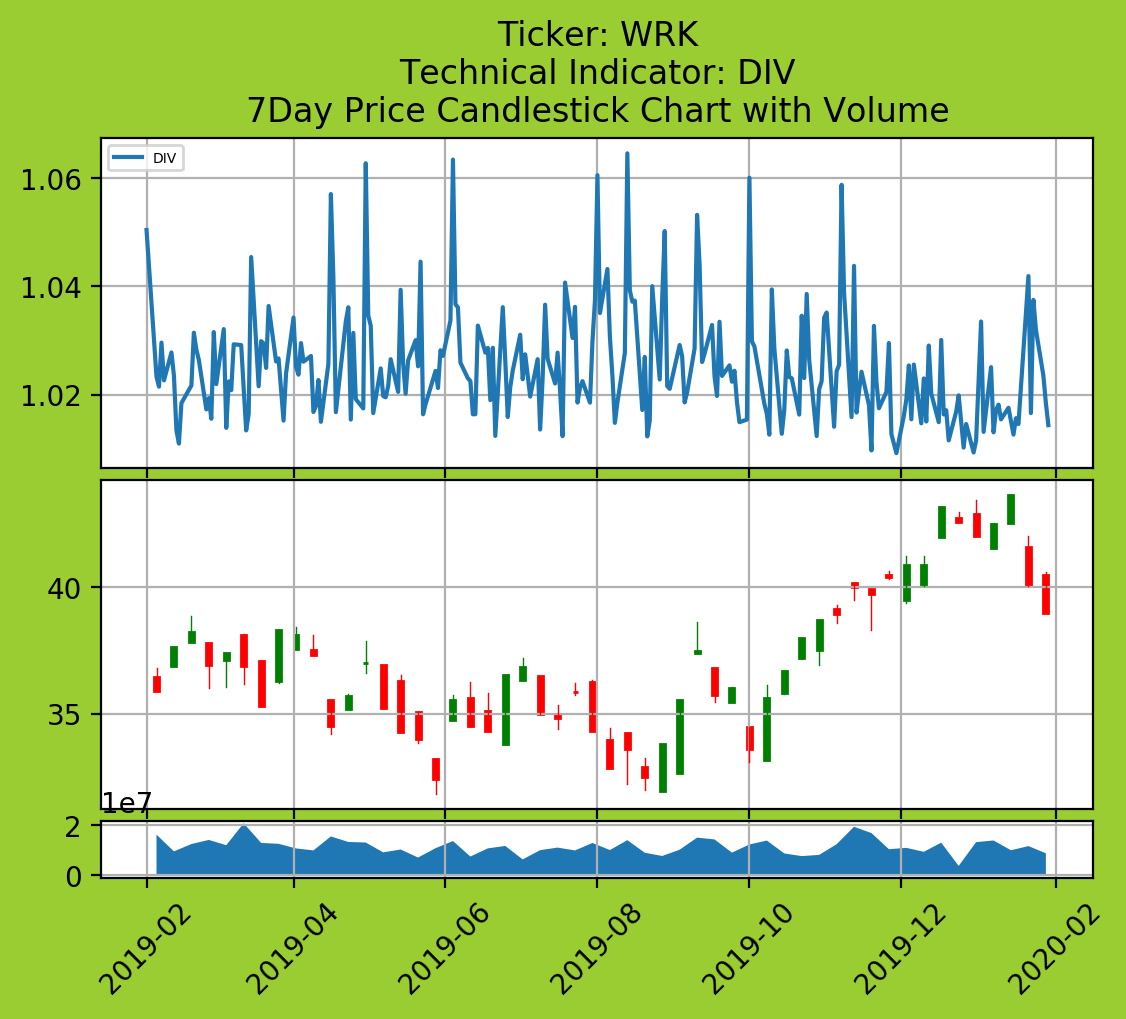 Ticker: WRK
Technical Indicator: DIV
7Day Price Candlestick Chart with Volume
DIV
1.06
1.04
1.02
40
35
1e7
2
0
2019-02
2019-04
2019-06
2019-08
2019-10
2019-12
2020-02